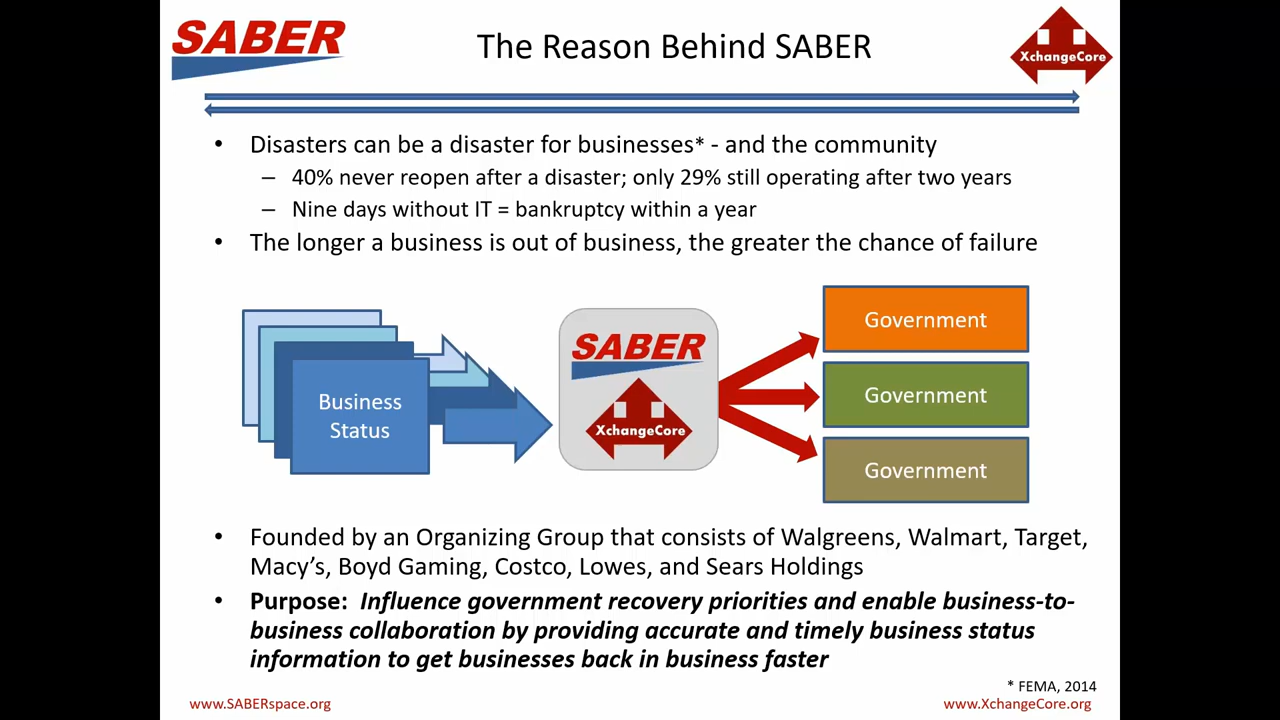 SABER
The Reason Behind SABER
XchangeCore
• Disasters can be a disaster for businesses* - and the community
– 40% never reopen after a disaster; only 29% still operating after two years
– Nine days without IT = bankruptcy within a year
• The longer a business is out of business, the greater the chance of failure
Business
Status
SABER
XchangeCore
Government
Government
Government
• Founded by an Organizing Group that consists of Walgreens, Walmart, Target,
Macy's, Boyd Gaming, Costco, Lowes, and Sears Holdings
• Purpose: Influence government recovery priorities and enable business-to-
business collaboration by providing accurate and timely business status
information to get businesses back in business faster
* FEMA, 2014
www.SABERspace.org
www.XchangeCore.org